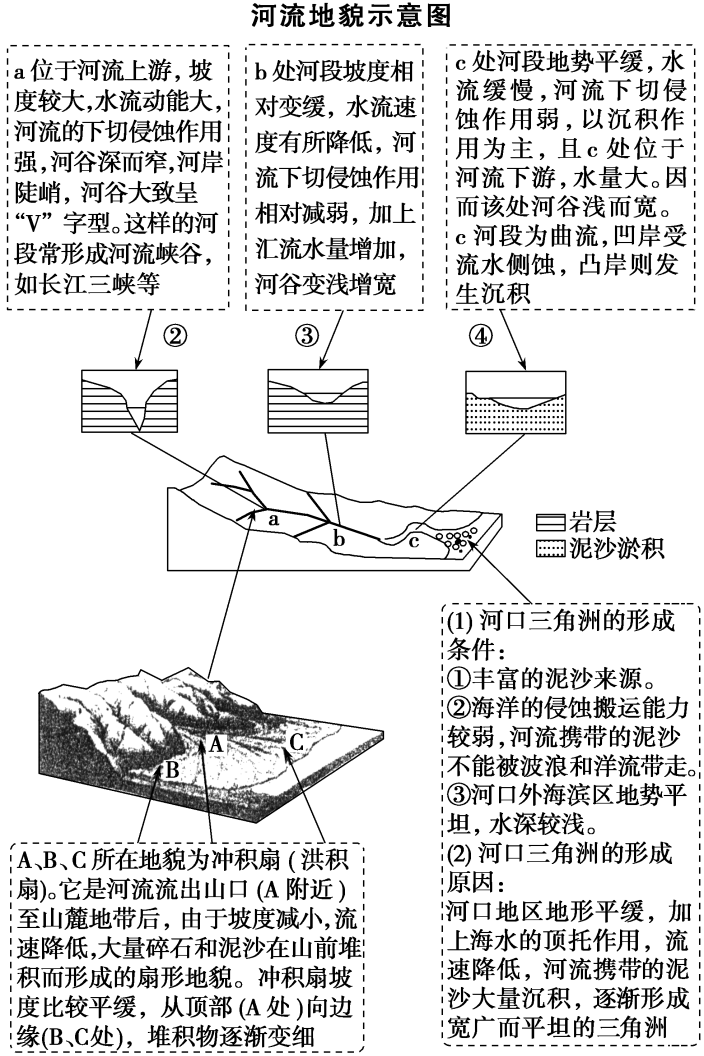 河流地貌示意图
a位于河流上游，坡
度较大，水流动能大，
河流的下切侵蚀作用
强，河谷深而窄，河岸
陡峭，河谷大致呈
“V”字型。这样的河
段常形成河流峡谷，
如长江三峡等
b处河段坡度相
对变缓，水流速
度有所降低，河
流下切侵蚀作用
相对减弱，加上
汇流水量增加，
河谷变浅增宽
c处河段地势平缓，水
流缓慢，河流下切侵
蚀作用弱，以沉积作
用为主，且c处位于
河流下游，水量大。因
而该处河谷浅而宽。
c河段为曲流，凹岸受
流水侧蚀，凸岸则发
生沉积
②
③
④
a
b
c
岩层
泥沙淤积
A
B
C
(1)河口三角洲的形成
条件：
①丰富的泥沙来源。
②海洋的侵蚀搬运能力
较弱，河流携带的泥沙
不能被波浪和洋流带走。
③河口外海滨区地势平
坦，水深较浅。
(2)河口三角洲的形成
原因：
河口地区地形平缓，加
上海水的顶托作用，流
速降低，河流携带的泥
沙大量沉积，逐渐形成
宽广而平坦的三角洲
A、B、C所在地貌为冲积扇(洪积
扇)。它是河流流出山口(A附近)
至山麓地带后，由于坡度减小，流
速降低，大量碎石和泥沙在山前堆
积而形成的扇形地貌。冲积扇坡
度比较平缓，从顶部(A处)向边
缘(B、C处)，堆积物逐渐变细